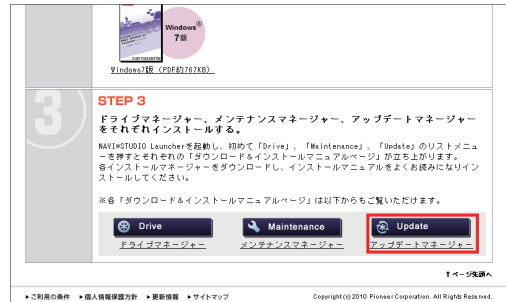 Windows®
7版
Windows7版（PDF約767KB）
3
STEP 3
ドライブマネージャー、メンテナンスマネージャー、アップデートマネージャー
をそれぞれインストールする。
NAVI*STUDIO Launcherを起動し、初めて「Drive」、「Maintenance」、「Update」のリストメニュ
ーを押すとそれぞれの「ダウンロード＆インストールマニュアルページ」が立ち上がります。
各インストールマネージャーをダウンロードし、インストールマニュアルをよくお読みになりイン
ストールしてください。
※各「ダウンロード＆インストールマニュアルページ」は以下からもご覧いただけます。
Drive
Maintenance
Update
ドライブマネージャー
メンテナンスマネージャー
アップデートマネージャー
↑ページ先頭へ
▶ご利用の条件 ▶個人情報保護方針 ▶更新情報 ▶サイトマップ
Copyright (c) 2010 Pioneer Corporation. All Rights Reserved.